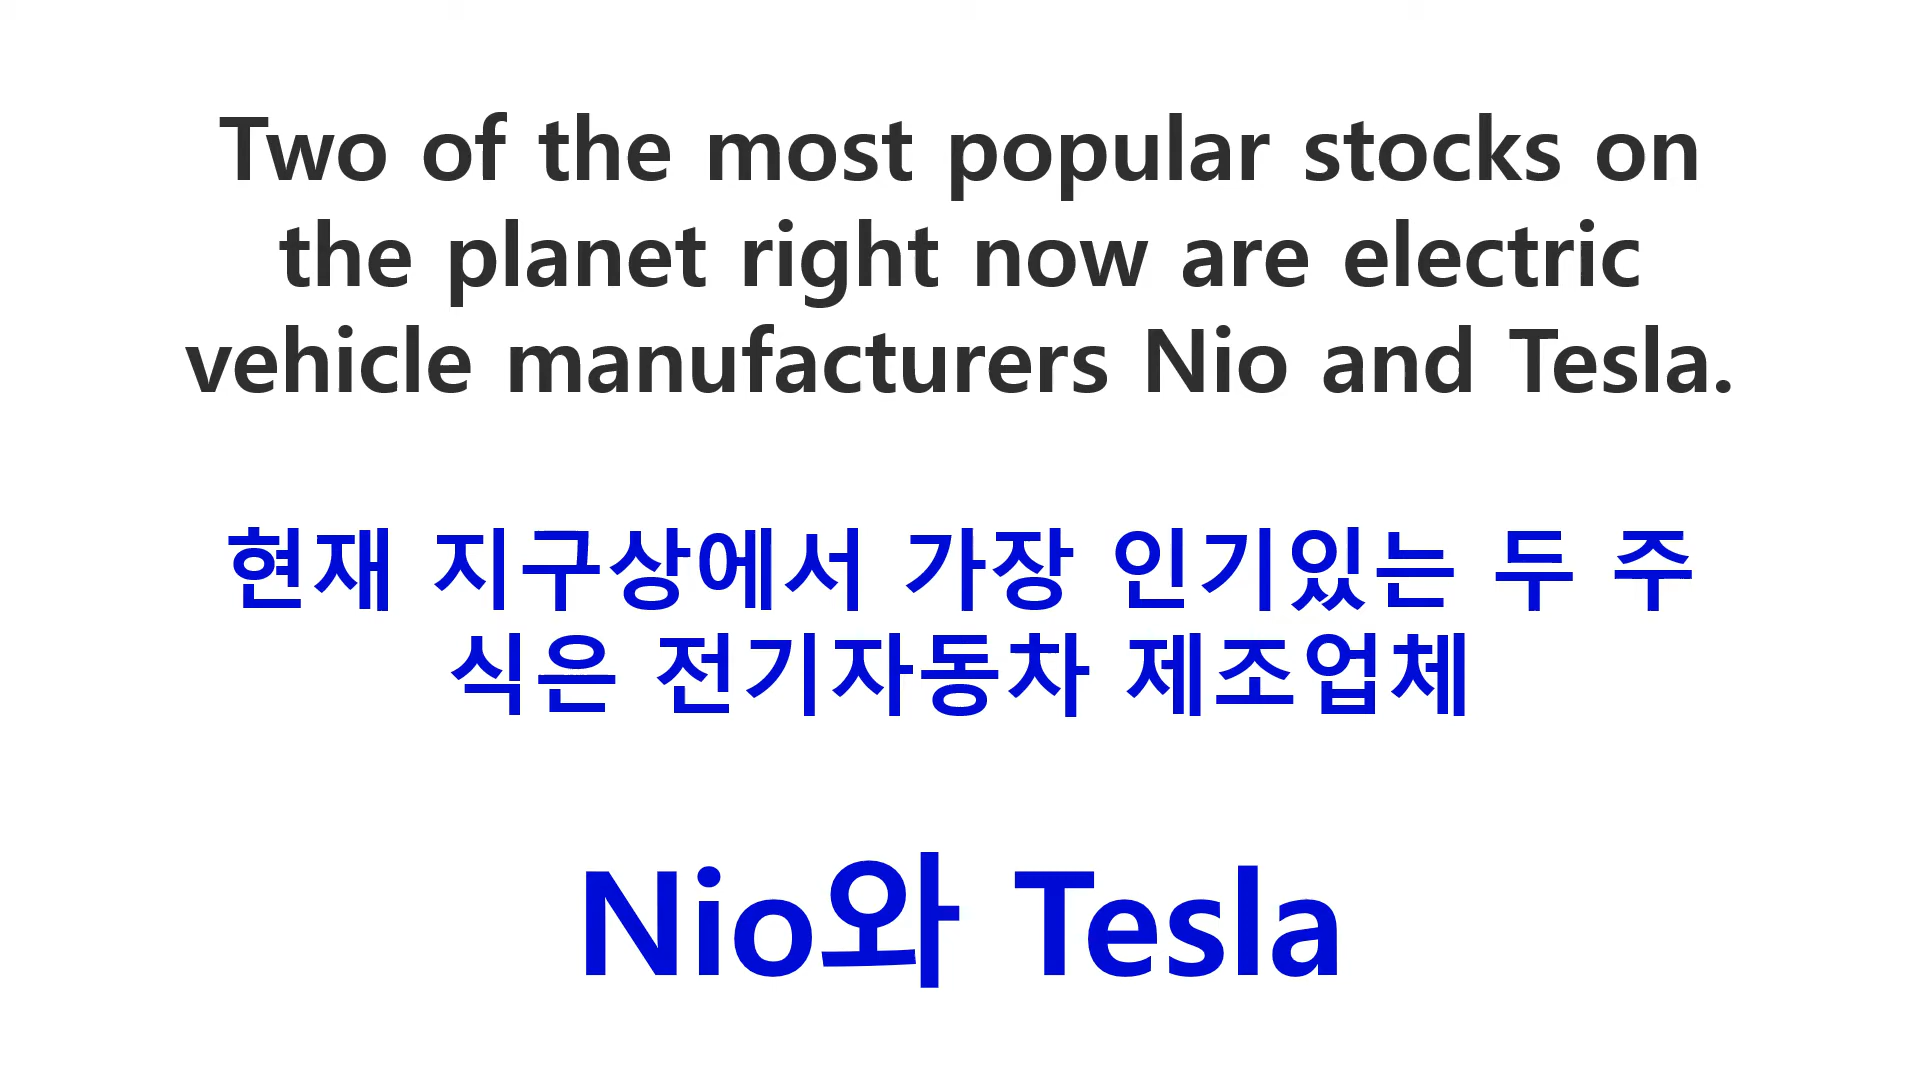 Two of the most popular stocks on
the planet right now are electric
vehicle manufacturers Nio and Tesla.
현재 지구상에서 가장 인기있는 두 주
식은 전기자동차 제조업체
Nio와 Tesla